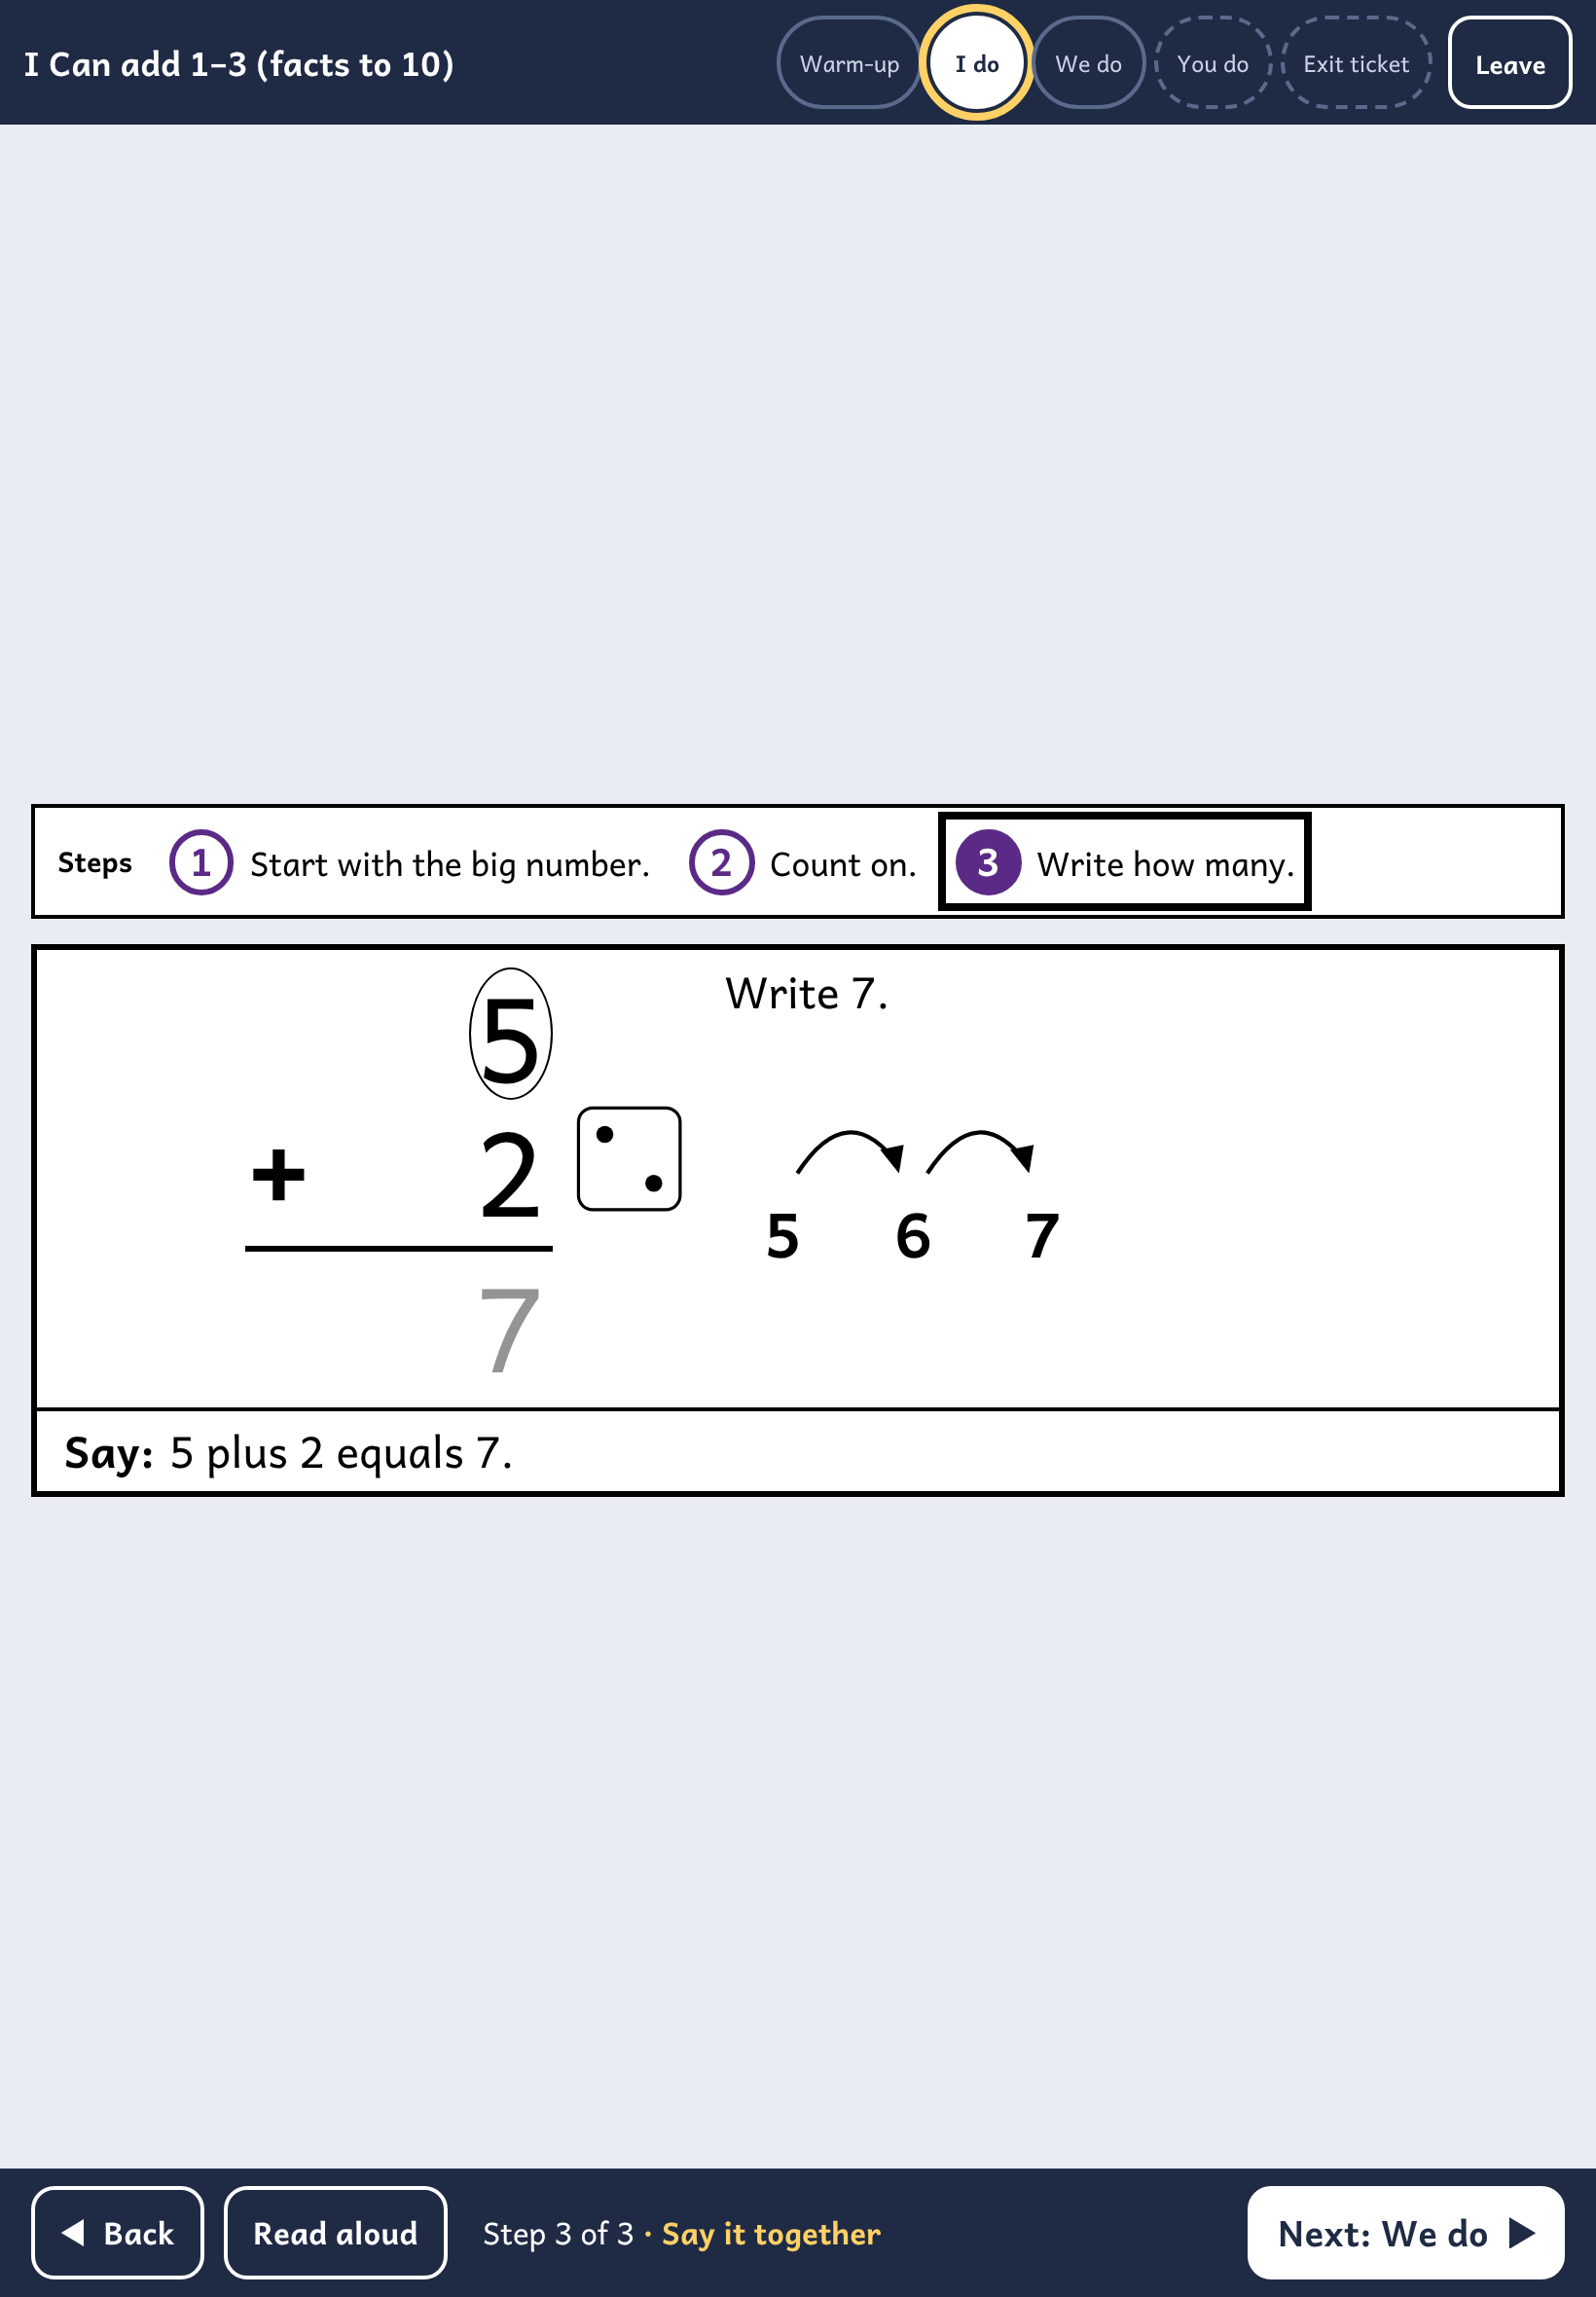 I Can add 1–3 (facts to 10)
Warm-up
I do
We do
You do
Exit ticket
Leave
Steps
1 Start with the big number.
2 Count on.
3 Write how many.
5
Write 7.
+ 2
5 6 7
7
Say: 5 plus 2 equals 7.
Back
Read aloud
Step 3 of 3 · Say it together
Next: We do